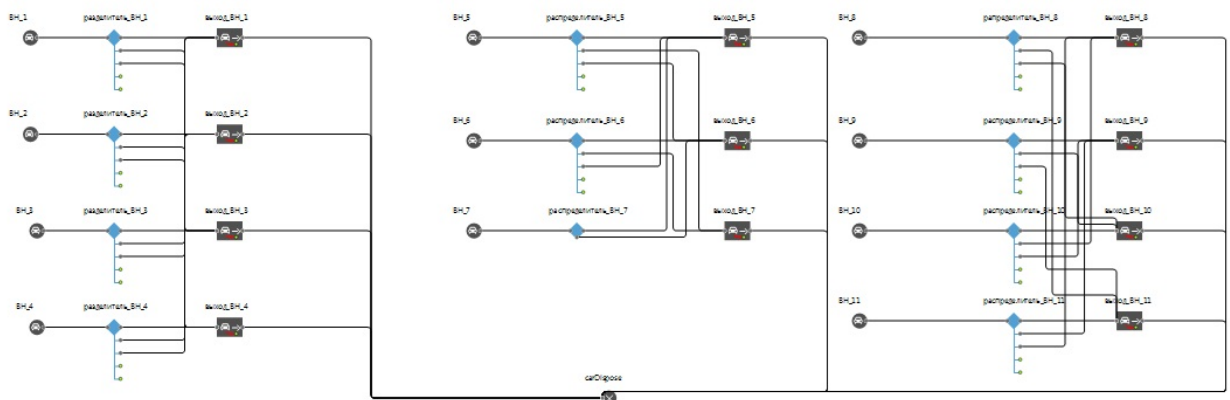 ВН_1 разделитель_ВН_1 выход_ВН_1
ВН_5 распределитель_ВН_5 выход_ВН_5
ВН_8 распределитель_ВН_8 выход_ВН_8
ВН_2 разделитель_ВН_2 выход_ВН_2
ВН_6 распределитель_ВН_6 выход_ВН_6
ВН_9 распределитель_ВН_9 выход_ВН_9
ВН_3 разделитель_ВН_3 выход_ВН_3
ВН_7 распределитель_ВН_7 выход_ВН_7
ВН_10 распределитель_ВН_10 выход_ВН_10
ВН_4 разделитель_ВН_4 выход_ВН_4
ВН_11 распределитель_ВН_11 выход_ВН_11
carDispose